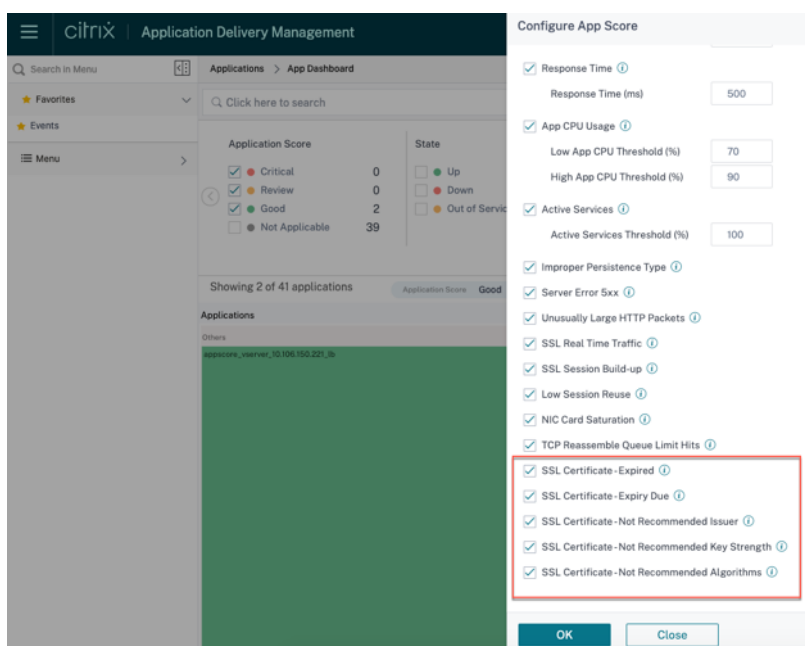 citrix Application Delivery Management
Search in Menu
Favorites
Events
Menu
Applications > App Dashboard
Click here to search
Application Score
Critical 0
Review 0
Good 2
Not Applicable 39
State
Up
Down
Out of Servic
Showing 2 of 41 applications
Application Score Good
Applications
Others
appscore_vserver_10.106.150.221_lb
Configure App Score
Response Time
Response Time (ms) 500
App CPU Usage
Low App CPU Threshold (%) 70
High App CPU Threshold (%) 90
Active Services
Active Services Threshold (%) 100
Improper Persistence Type
Server Error 5xx
Unusually Large HTTP Packets
SSL Real Time Traffic
SSL Session Build-up
Low Session Reuse
NIC Card Saturation
TCP Reassemble Queue Limit Hits
SSL Certificate - Expired
SSL Certificate - Expiry Due
SSL Certificate - Not Recommended Issuer
SSL Certificate - Not Recommended Key Strength
SSL Certificate - Not Recommended Algorithms
OK Close